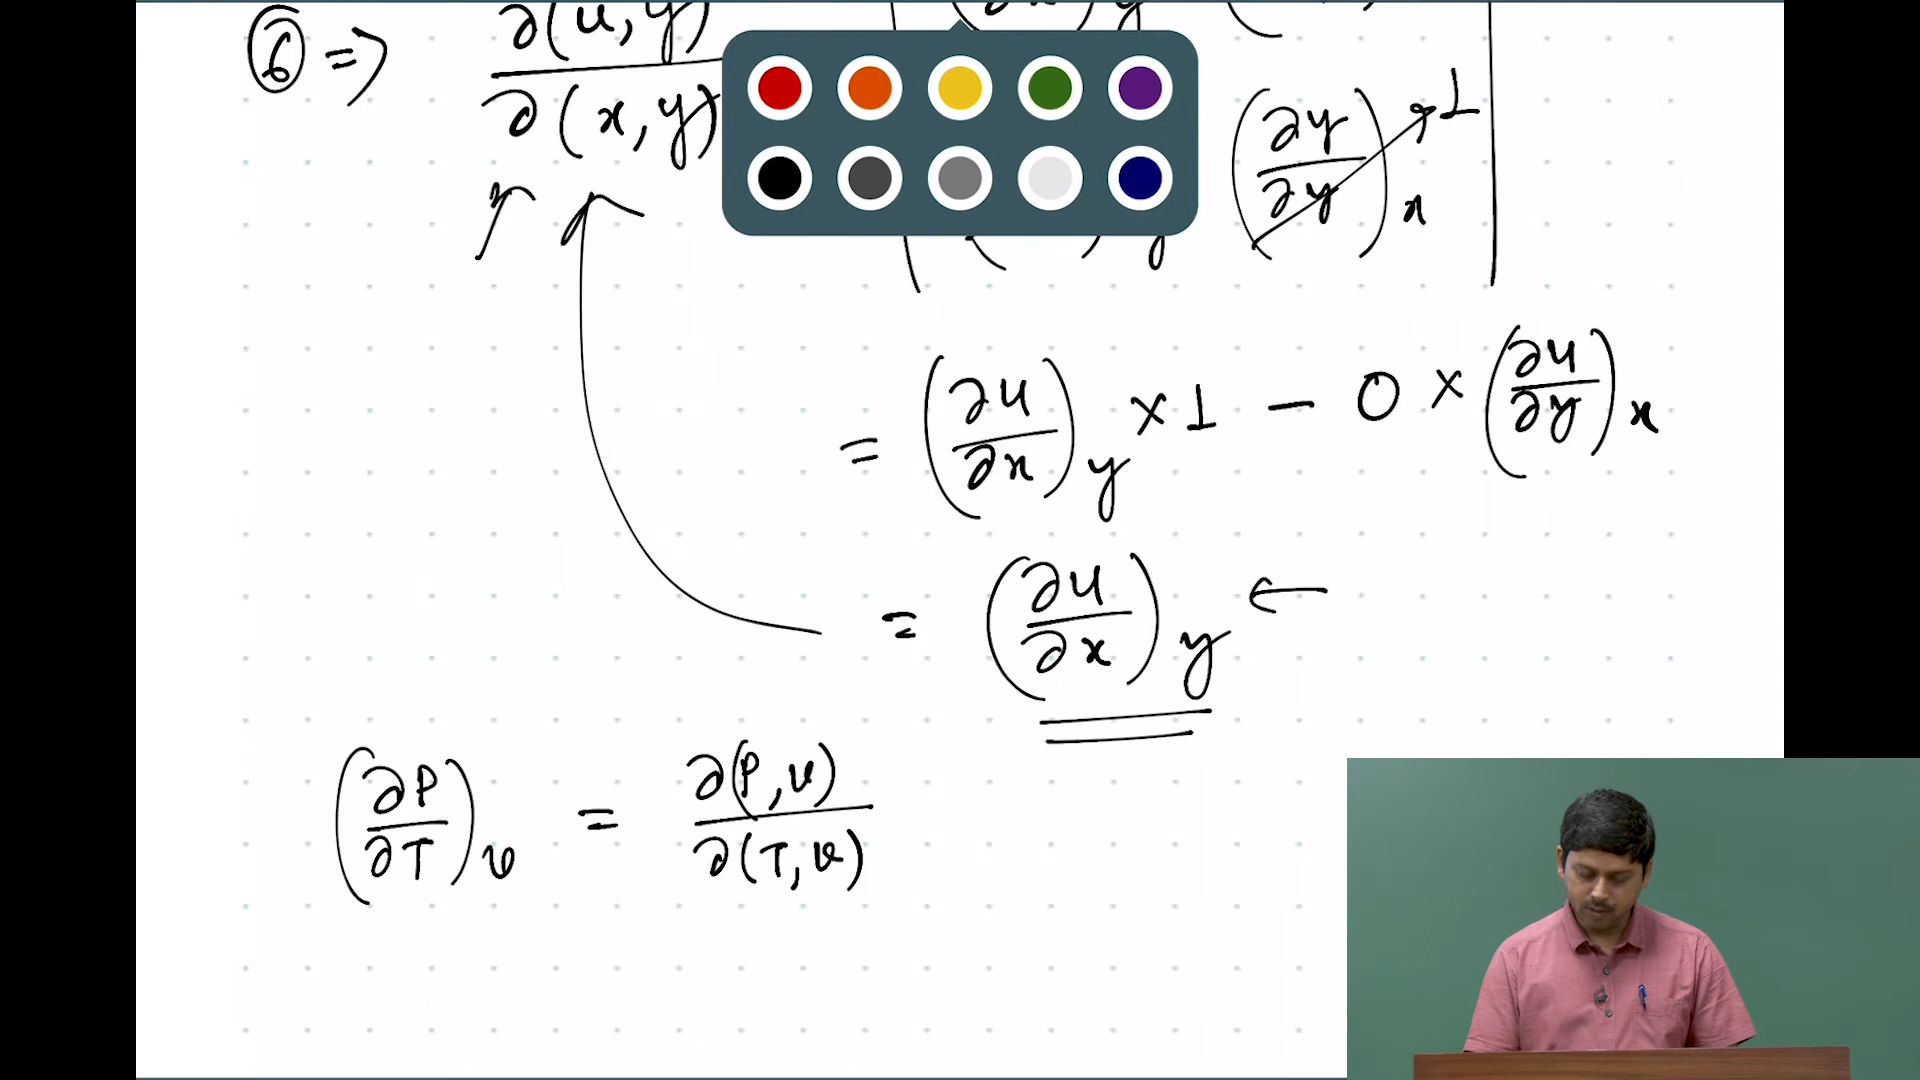 ⑥ => ∂(u,y)/∂(x,y)
(∂y/∂y)x 1
= (∂u/∂x)y × 1 − 0 × (∂u/∂y)x
= (∂u/∂x)y ←
(∂P/∂T)v = ∂(P,v)/∂(T,v)